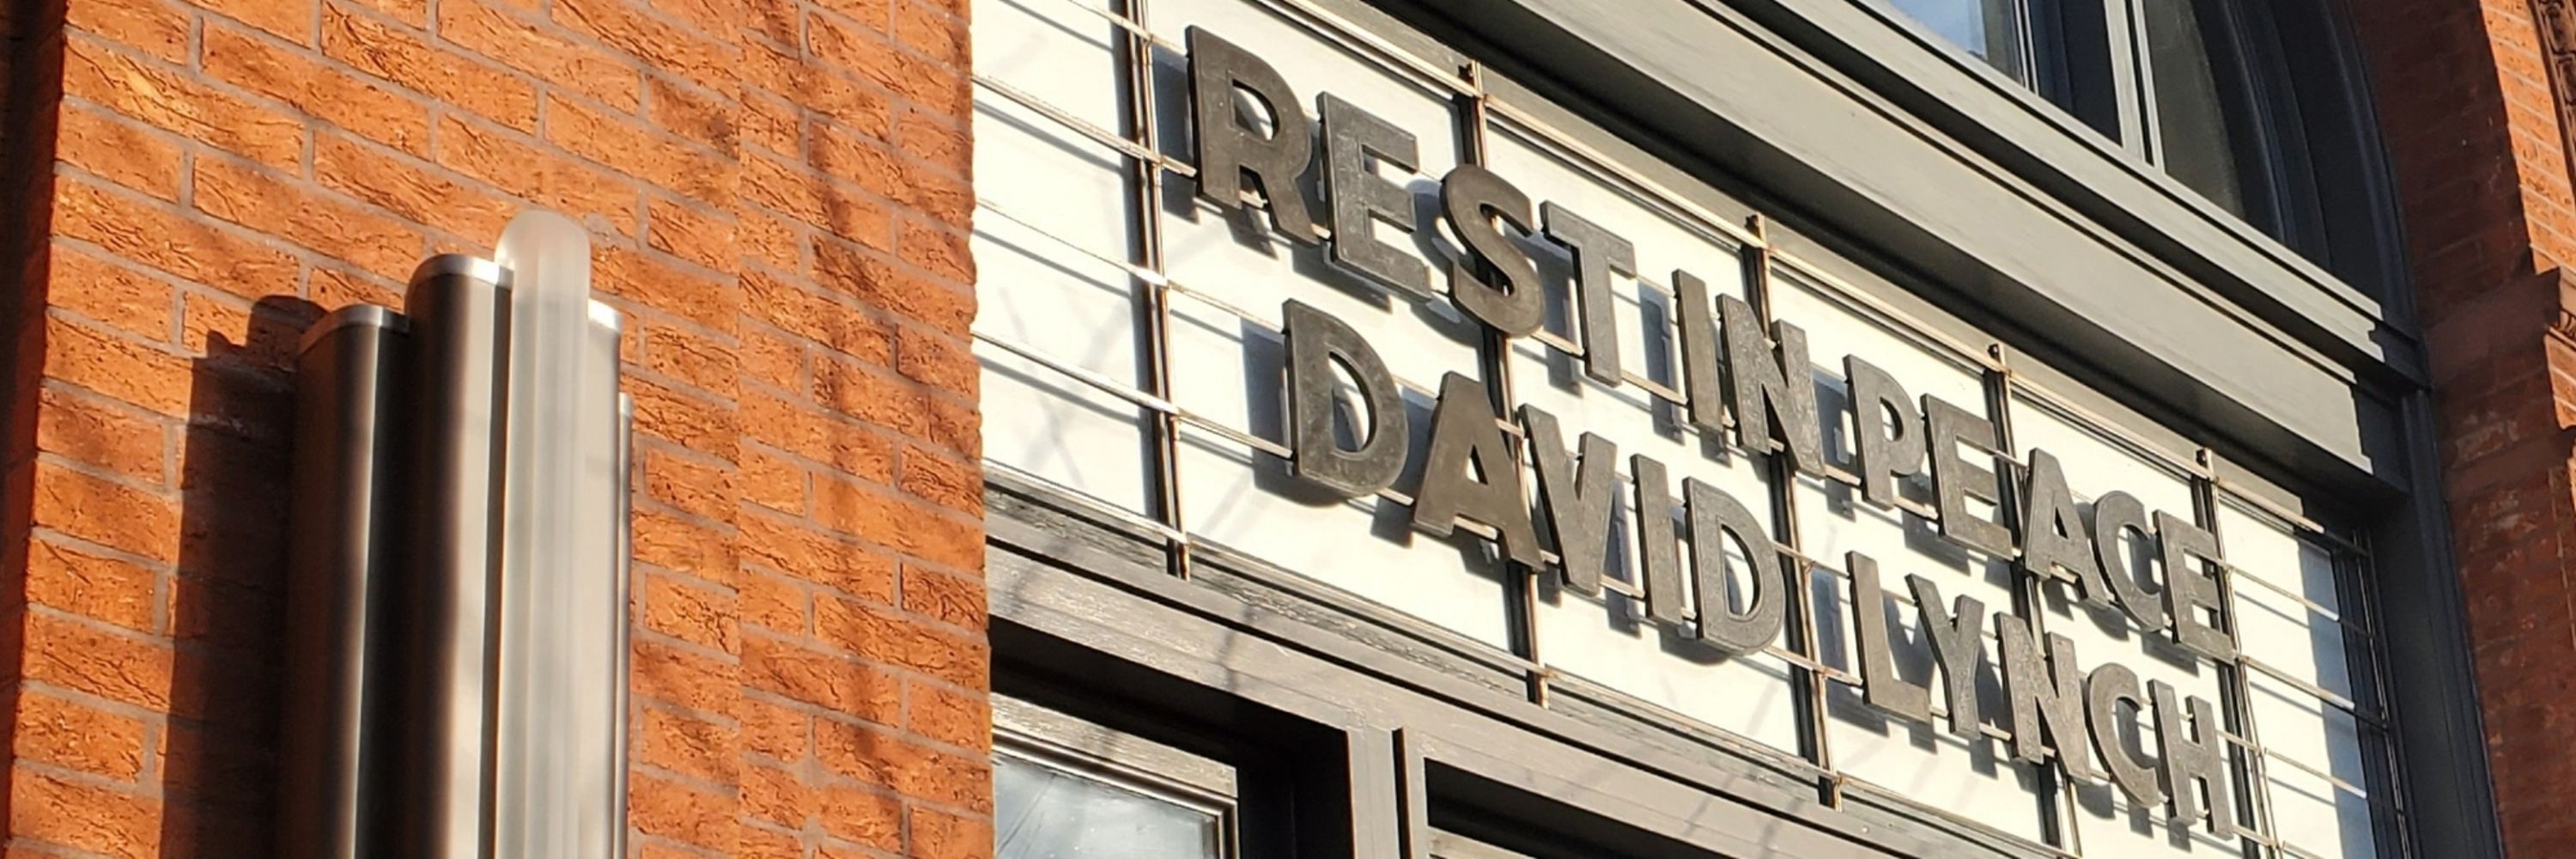 REST IN PEACE
DAVID LYNCH